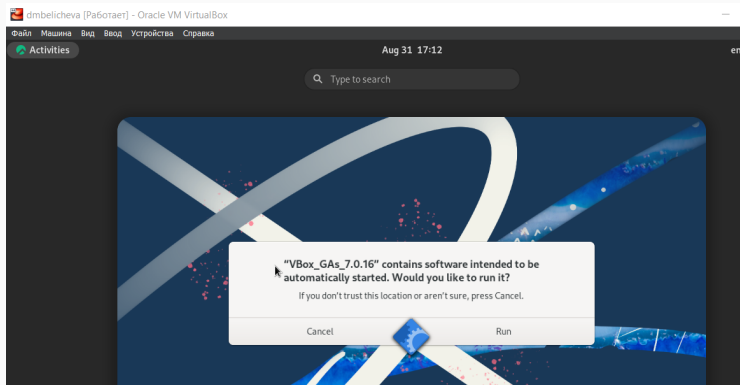 dmbelicheva [Работает] - Oracle VM VirtualBox
Файл Машина Вид Ввод Устройства Справка
Activities Aug 31 17:12 en
Type to search
“VBox_GAs_7.0.16” contains software intended to be
automatically started. Would you like to run it?
If you don’t trust this location or aren’t sure, press Cancel.
Cancel Run